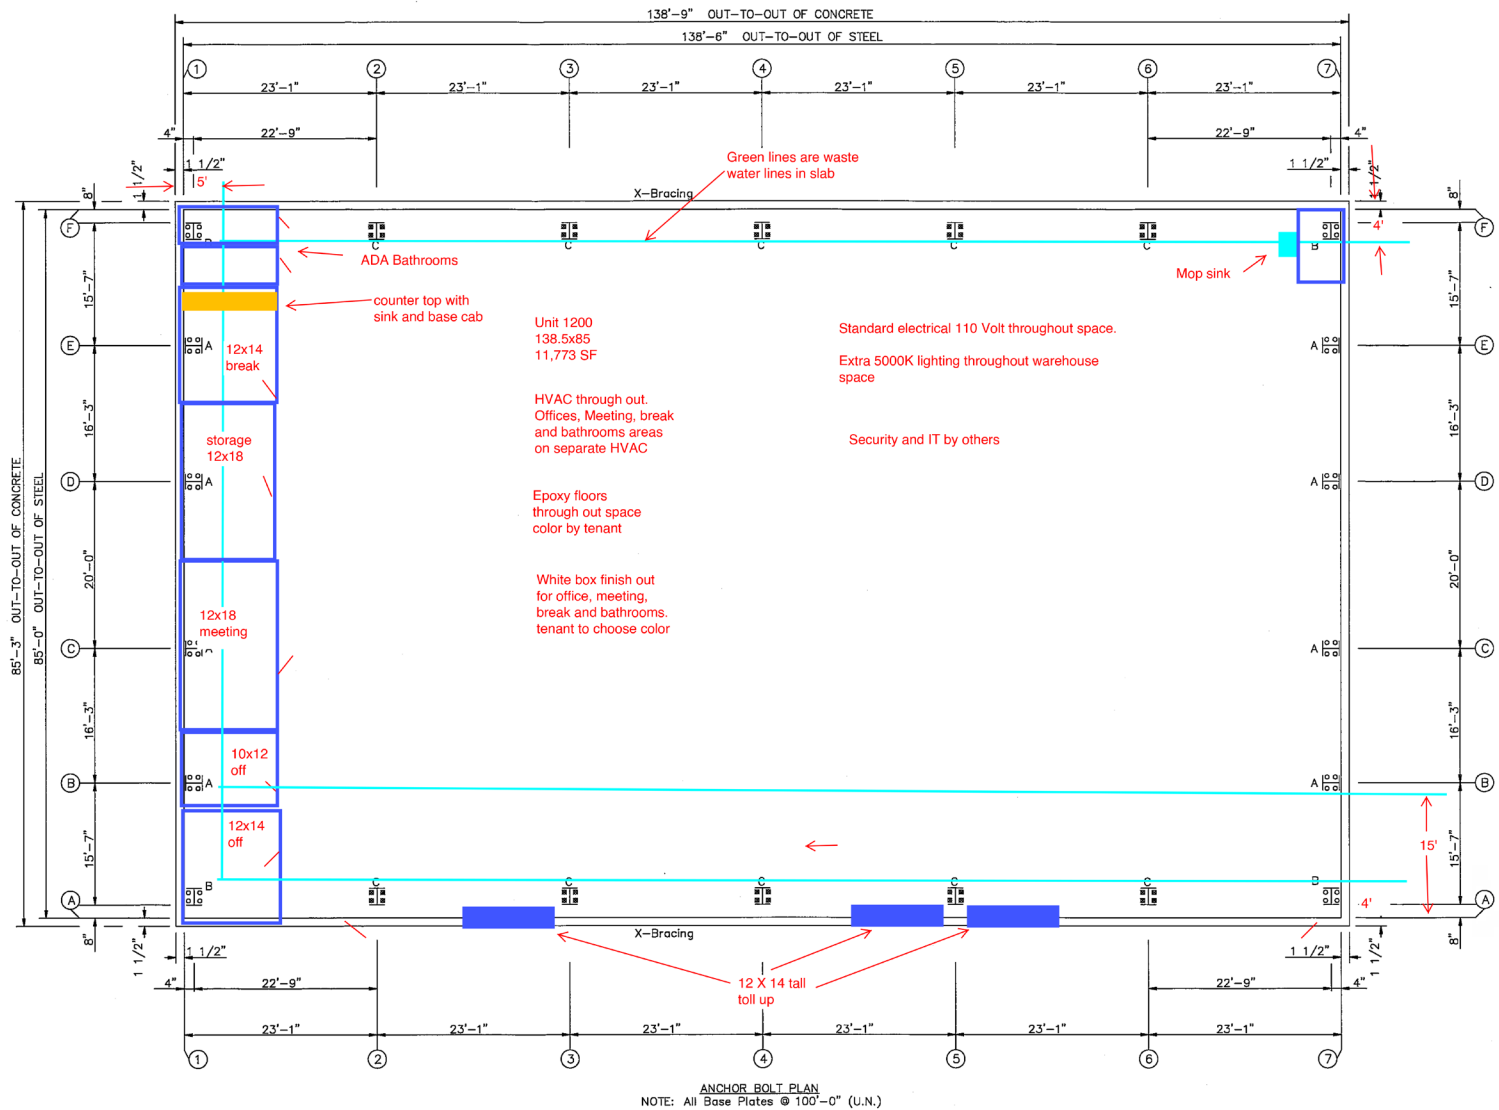 138'-9" OUT-TO-OUT OF CONCRETE
138'-6" OUT-TO-OUT OF STEEL
1 2 3 4 5 6 7
23'-1" 23'-1" 23'-1" 23'-1" 23'-1" 23'-1"
4" 22'-9" 22'-9" 4"
1 1/2" 1 1/2"
5'
1 1/2" 8" 1 1/2" 8"
Green lines are waste
water lines in slab
X-Bracing
F F
C C C C C B
4'
ADA Bathrooms
Mop sink
counter top with
sink and base cab
15'-7" 15'-7"
Unit 1200
138.5x85
11,773 SF
Standard electrical 110 Volt throughout space.
E A A E
12x14
break
Extra 5000K lighting throughout warehouse
space
HVAC through out.
Offices, Meeting, break
and bathrooms areas
on separate HVAC
16'-3" 16'-3"
storage
12x18
Security and IT by others
D A A D
Epoxy floors
through out space
color by tenant
85'-3" OUT-TO-OUT OF CONCRETE
85'-0" OUT-TO-OUT OF STEEL
20'-0" 20'-0"
White box finish out
for office, meeting,
break and bathrooms.
tenant to choose color
12x18
meeting
C A C
16'-3" 16'-3"
10x12
off
B A A B
12x14
off
15'-7" 15'-7"
15'
B C C C C C B
A A
4'
8" 8"
X-Bracing
1 1/2" 1 1/2"
1 1/2" 1 1/2"
12 X 14 tall
toll up
4" 22'-9" 22'-9" 4"
23'-1" 23'-1" 23'-1" 23'-1" 23'-1" 23'-1"
1 2 3 4 5 6 7
ANCHOR BOLT PLAN
NOTE: All Base Plates @ 100'-0" (U.N.)